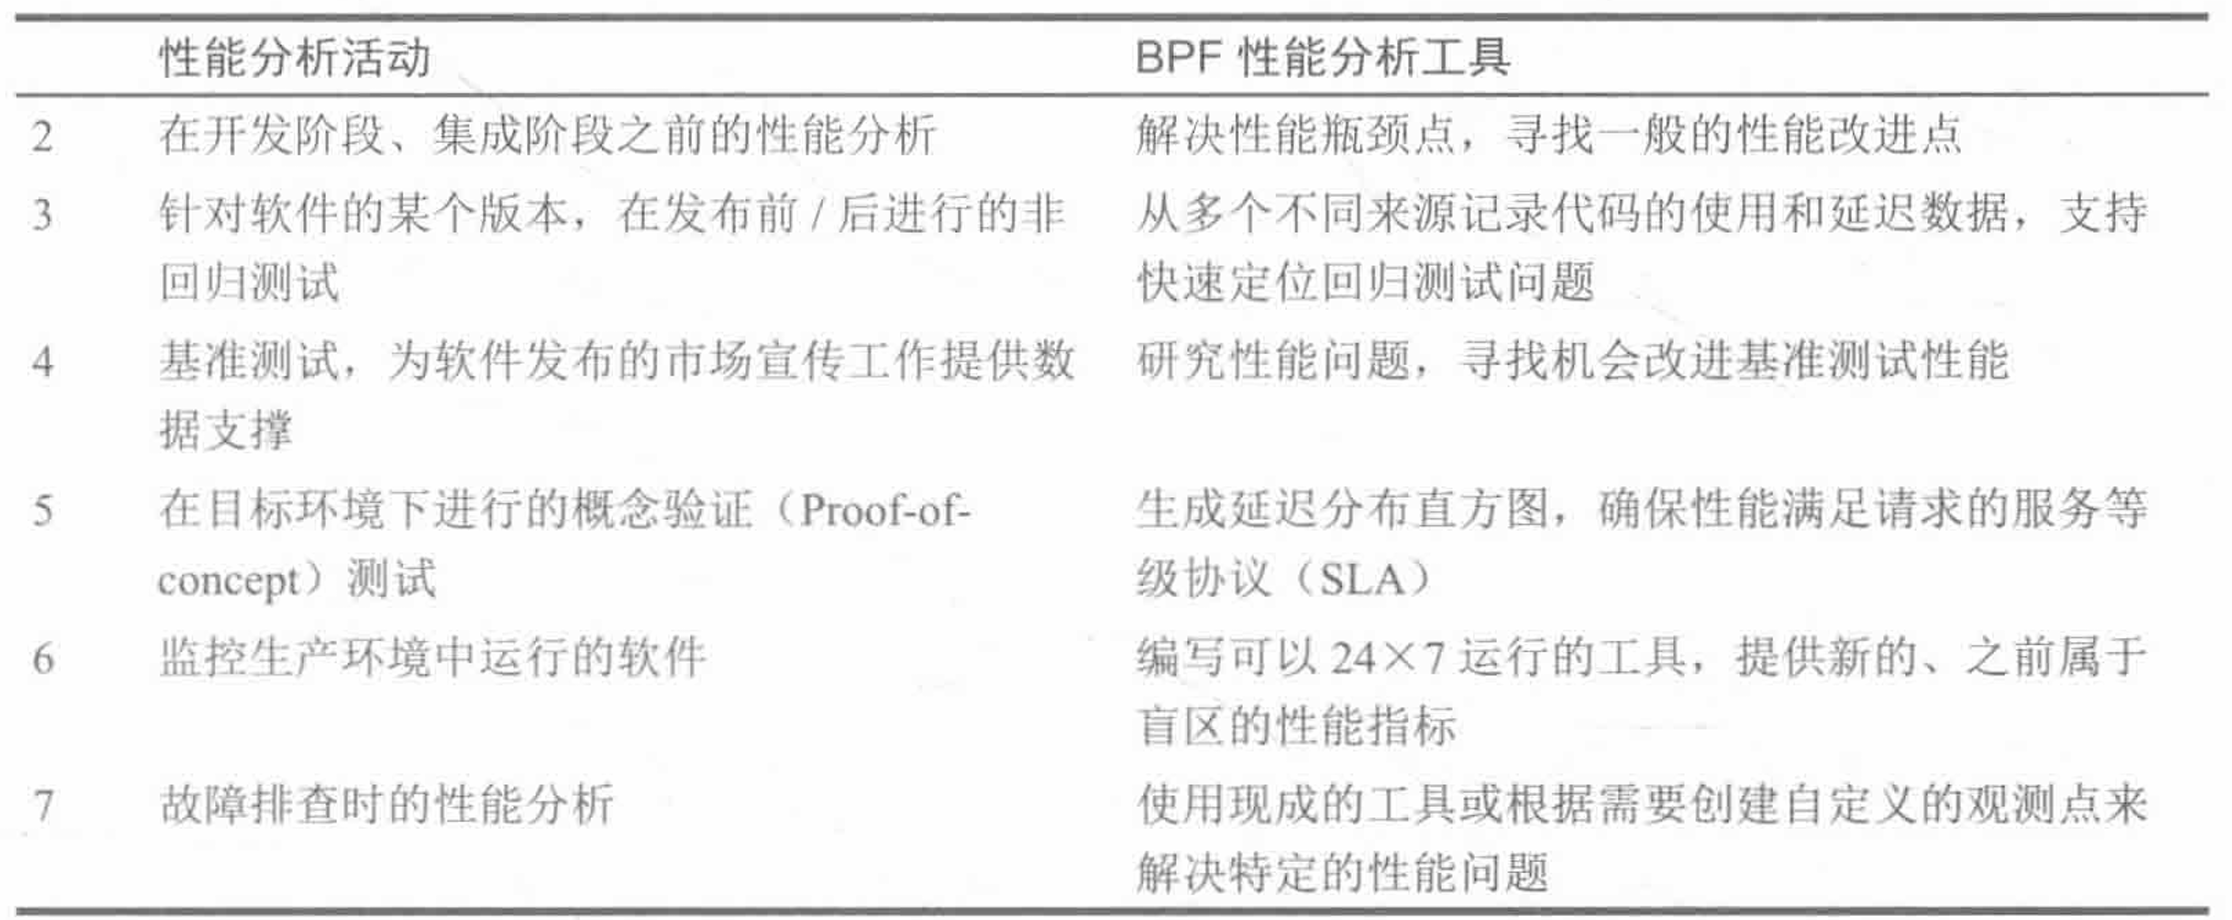 性能分析活动 BPF 性能分析工具
2 在开发阶段、集成阶段之前的性能分析 解决性能瓶颈点，寻找一般的性能改进点
3 针对软件的某个版本，在发布前 / 后进行的非 从多个不同来源记录代码的使用和延迟数据，支持
回归测试 快速定位回归测试问题
4 基准测试，为软件发布的市场宣传工作提供数 研究性能问题，寻找机会改进基准测试性能
据支撑
5 在目标环境下进行的概念验证（Proof-of- 生成延迟分布直方图，确保性能满足请求的服务等
concept）测试 级协议（SLA）
6 监控生产环境中运行的软件 编写可以 24×7 运行的工具，提供新的、之前属于
盲区的性能指标
7 故障排查时的性能分析 使用现成的工具或根据需要创建自定义的观测点来
解决特定的性能问题